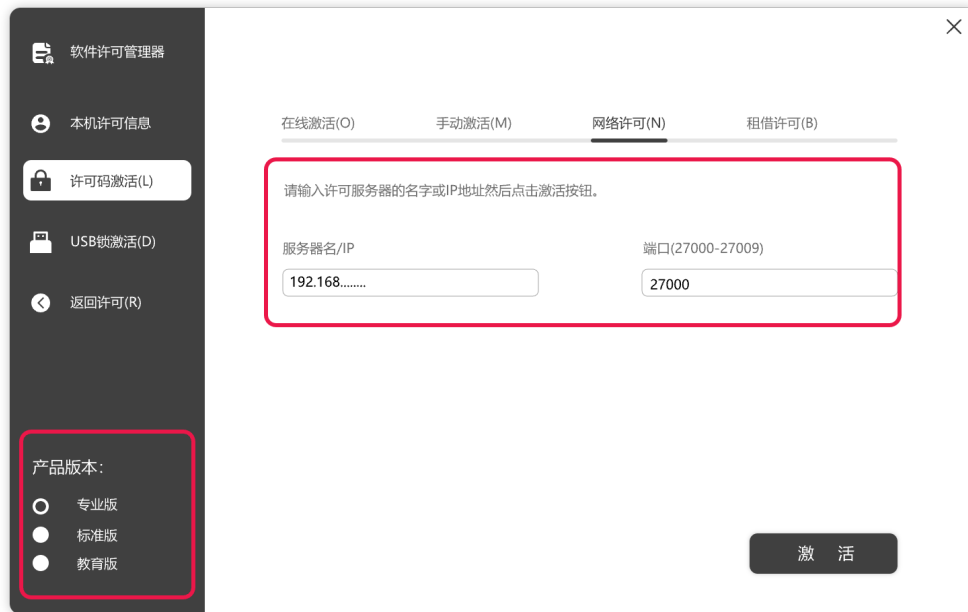 软件许可管理器
本机许可信息
许可码激活(L)
USB锁激活(D)
返回许可(R)
产品版本：
专业版
标准版
教育版
在线激活(O) 手动激活(M) 网络许可(N) 租借许可(B)
请输入许可服务器的名字或IP地址然后点击激活按钮。
服务器名/IP 端口(27000-27009)
192.168........ 27000
激 活